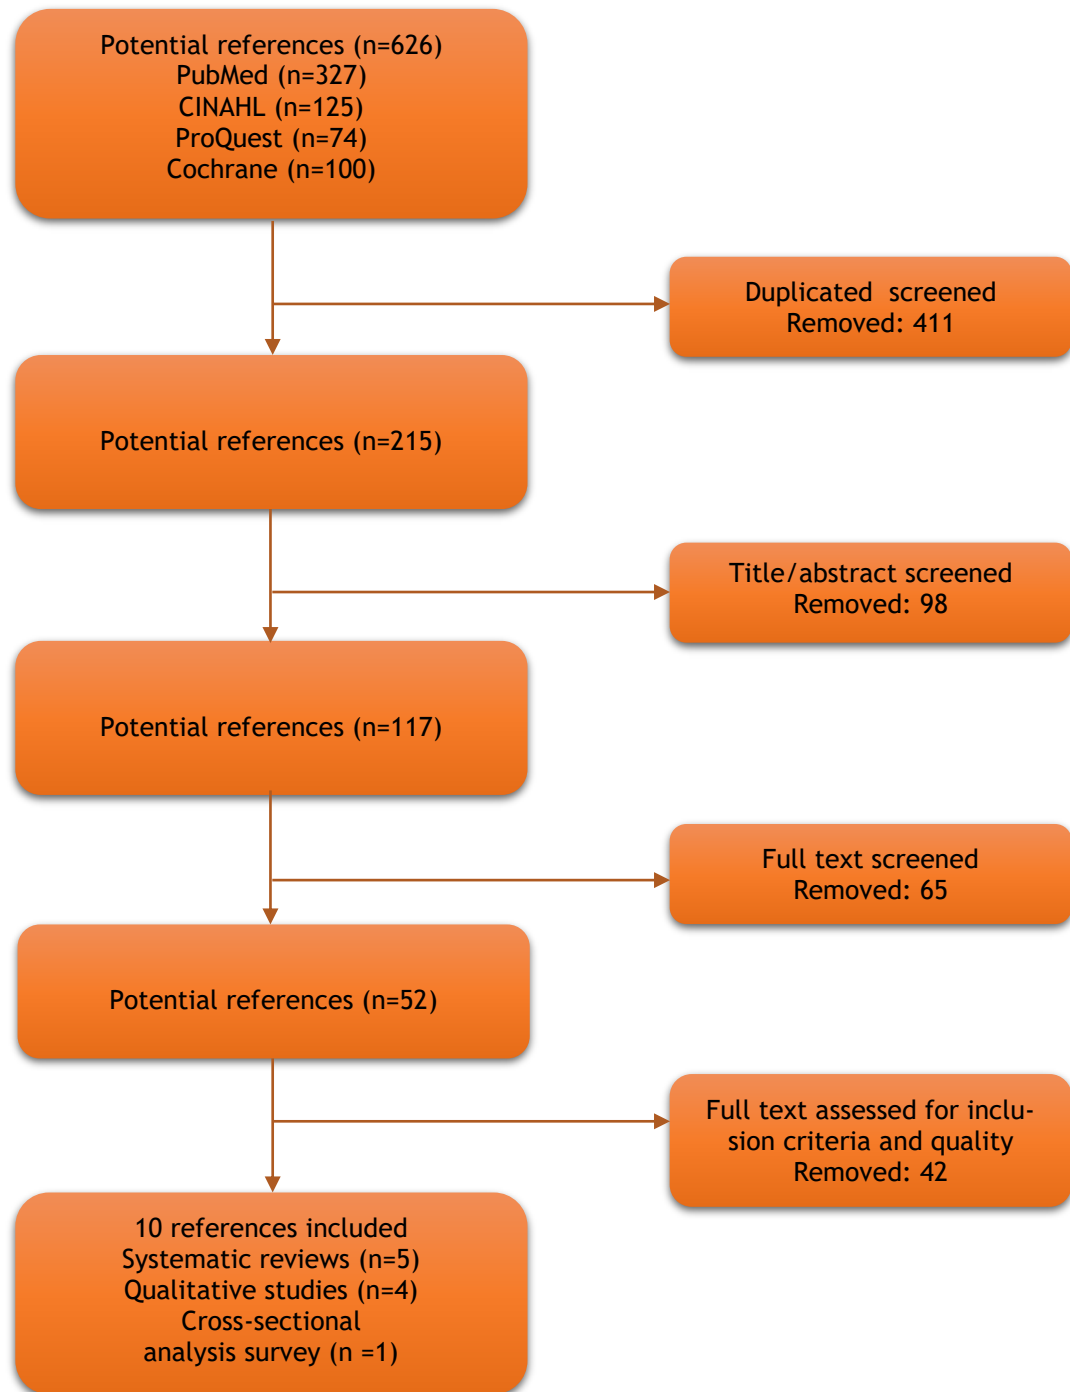 Potential references (n=626)
PubMed (n=327)
CINAHL (n=125)
ProQuest (n=74)
Cochrane (n=100)
Duplicated  screened
Removed: 411
Potential references (n=215)
Title/abstract screened
Removed: 98
Potential references (n=117)
Full text screened
Removed: 65
Potential references (n=52)
Full text assessed for inclu-
sion criteria and quality
Removed: 42
10 references included
Systematic reviews (n=5)
Qualitative studies (n=4)
Cross-sectional
analysis survey (n =1)